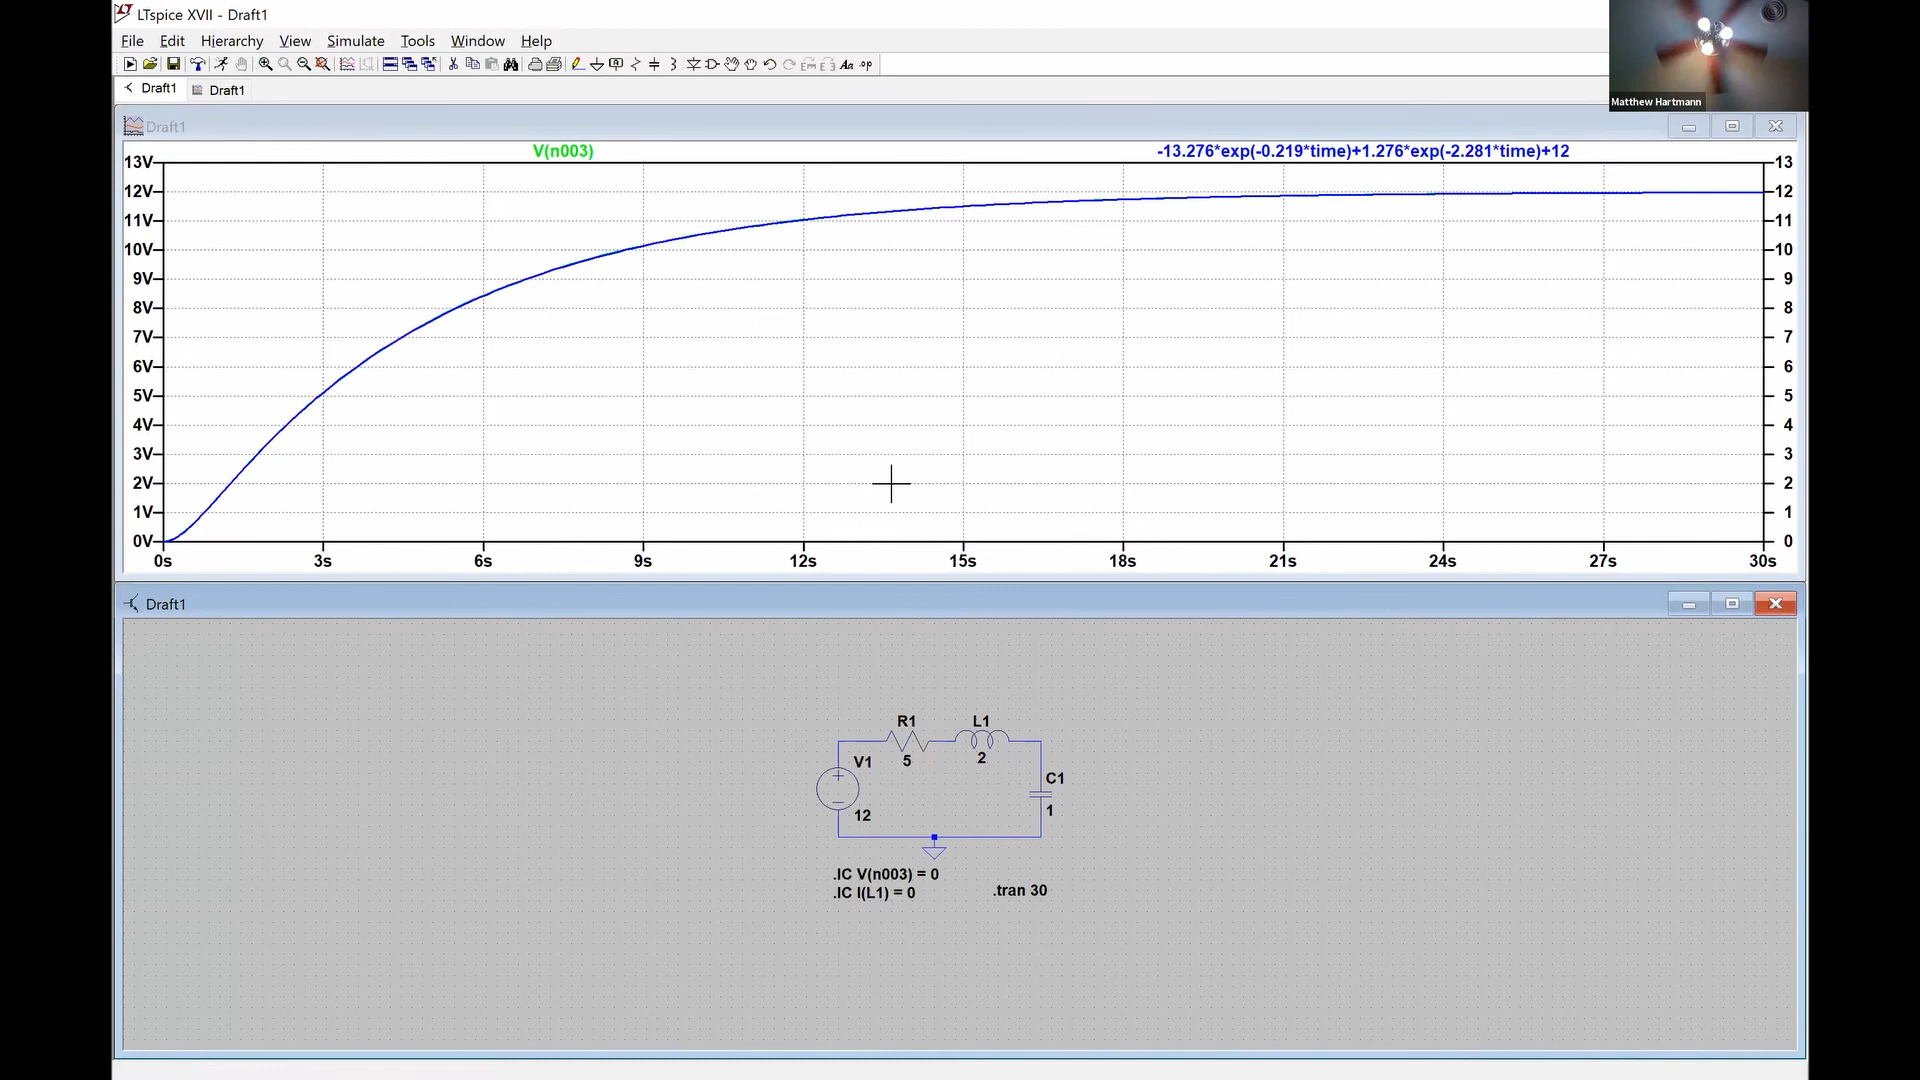 LTspice XVII - Draft1
File Edit Hierarchy View Simulate Tools Window Help
Matthew Hartmann
Draft1 Draft1
Draft1
V(n003) -13.276*exp(-0.219*time)+1.276*exp(-2.281*time)+12
13V 13
12V 12
11V 11
10V 10
9V 9
8V 8
7V 7
6V 6
5V 5
4V 4
3V 3
2V 2
1V 1
0V 0
0s 3s 6s 9s 12s 15s 18s 21s 24s 27s 30s
Draft1
R1 L1
5 2
V1
12
C1
1
.IC V(n003) = 0
.IC I(L1) = 0
.tran 30